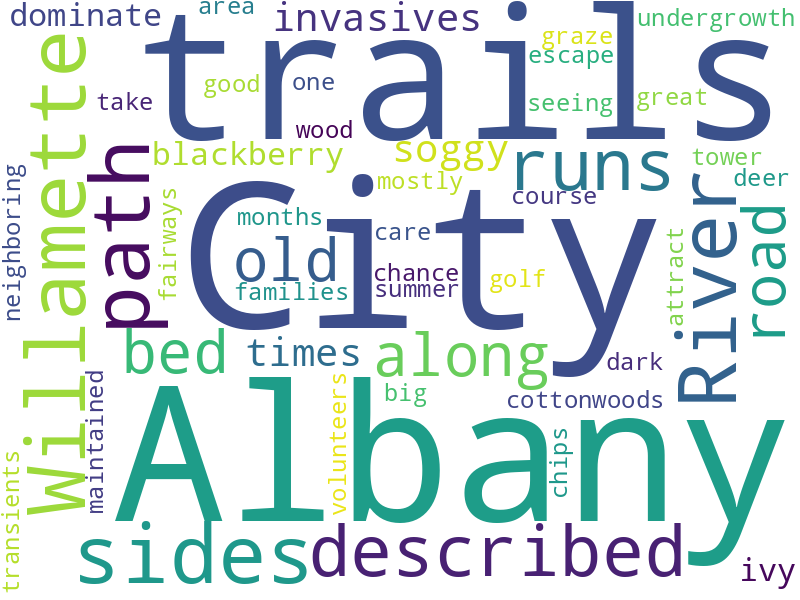 dominate
area
invasives
undergrowth
trails
graze
escape
good
one
take
seeing
great
wood
Willamette
path
blackberry
soggy
runs
tower
mostly
deer
neighboring
fairways
City
course
months
care
old
chance
golf
families
summer
River
attract
road
bed
times
along
dark
maintained
volunteers
big
cottonwoods
Albany
chips
transients
sides
described
ivy